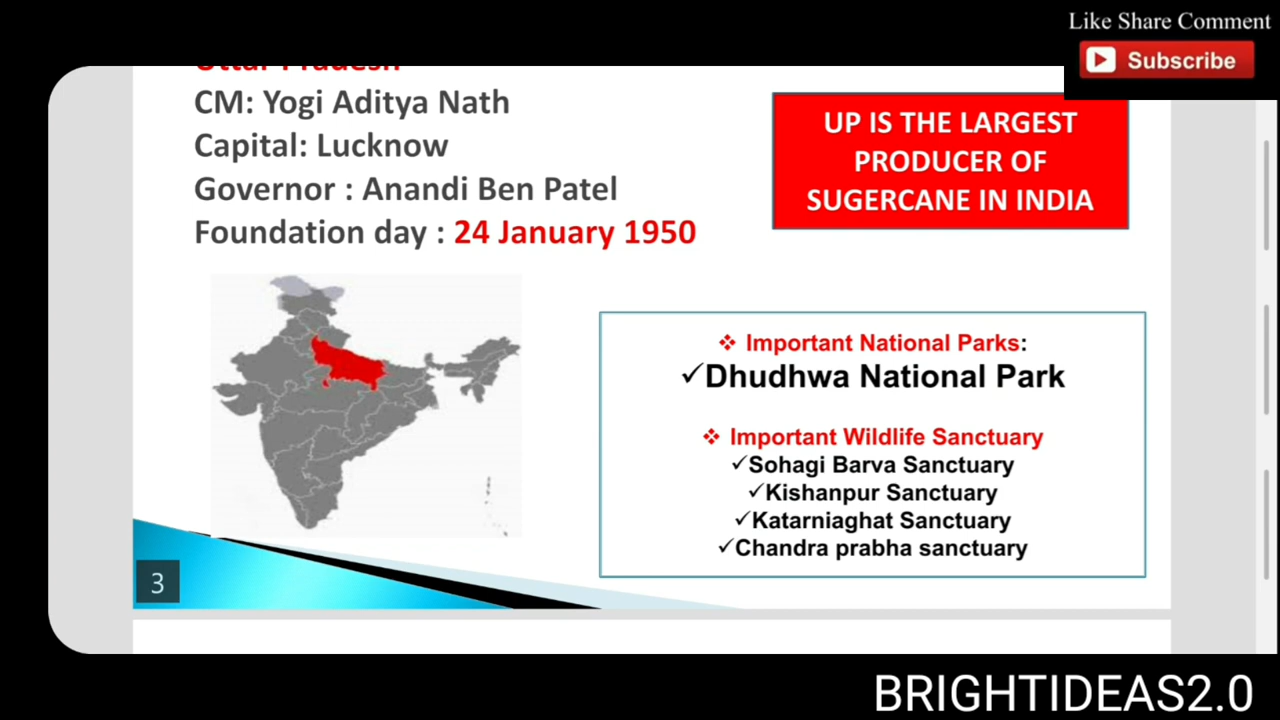 Like Share Comment
Subscribe
Uttar Pradesh
CM: Yogi Aditya Nath
Capital: Lucknow
Governor : Anandi Ben Patel
Foundation day : 24 January 1950
UP IS THE LARGEST
PRODUCER OF
SUGERCANE IN INDIA
❖ Important National Parks:
✓Dhudhwa National Park
❖ Important Wildlife Sanctuary
✓Sohagi Barva Sanctuary
✓Kishanpur Sanctuary
✓Katarniaghat Sanctuary
✓Chandra prabha sanctuary
3
BRIGHTIDEAS2.0